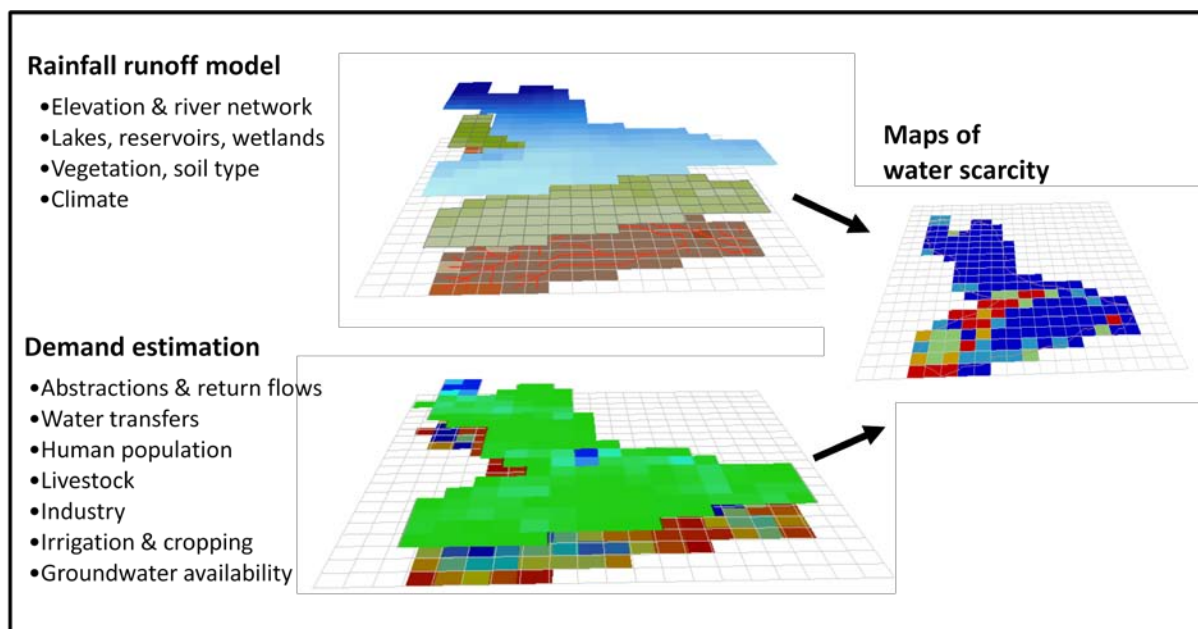 Rainfall runoff model
•Elevation & river network
•Lakes, reservoirs, wetlands
•Vegetation, soil type
•Climate
Maps of
water scarcity
Demand estimation
•Abstractions & return flows
•Water transfers
•Human population
•Livestock
•Industry
•Irrigation & cropping
•Groundwater availability